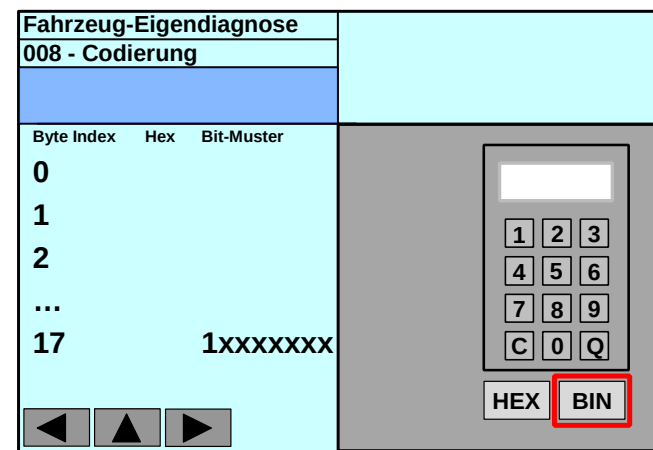 Fahrzeug-Eigendiagnose
008 - Codierung
Byte Index Hex Bit-Muster
0
1
2
...
17 1xxxxxxx
1 2 3
4 5 6
7 8 9
C 0 Q
HEX BIN